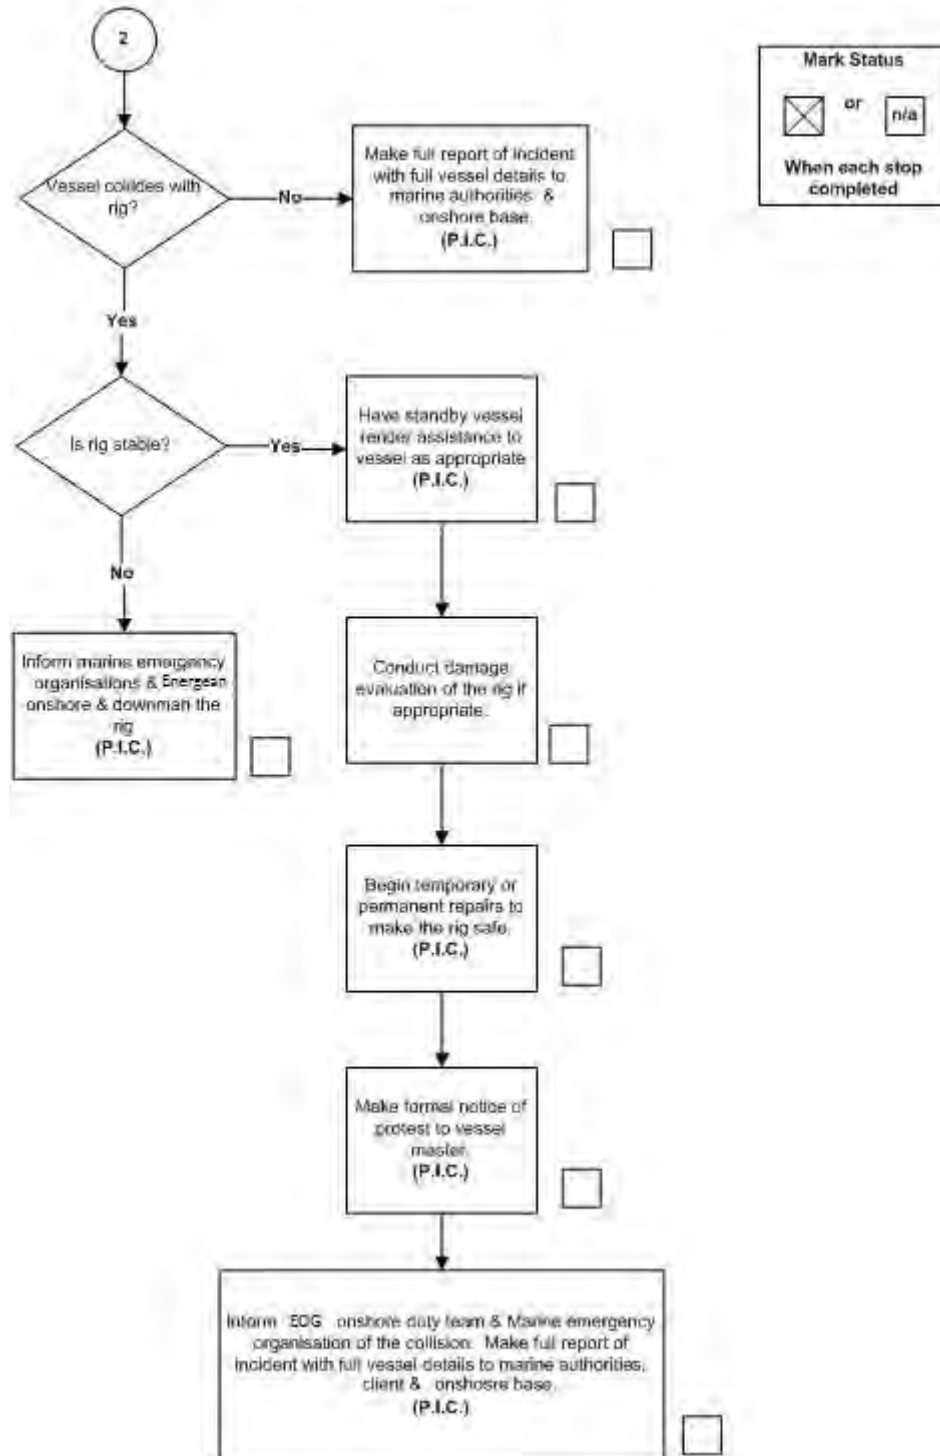 2
Mark Status
or
n/a
When each stop
completed
Vessel collides with
rig?
No
Make full report of incident
with full vessel details to
marine authorities &
onshore base.
(P.I.C.)
Yes
Is rig stable?
Yes
Have standby vessel
render assistance to
vessel as appropriate
(P.I.C.)
No
Inform marine emergency
organisations & Energean
onshore & downman the
rig
(P.I.C.)
Conduct damage
evaluation of the rig if
appropriate.
Begin temporary or
permanent repairs to
make the rig safe.
(P.I.C.)
Make formal notice of
protest to vessel
master.
(P.I.C.)
Inform EOG onshore duty team & Marine emergency
organisation of the collision. Make full report of
incident with full vessel details to marine authorities,
client & onshosre base.
(P.I.C.)